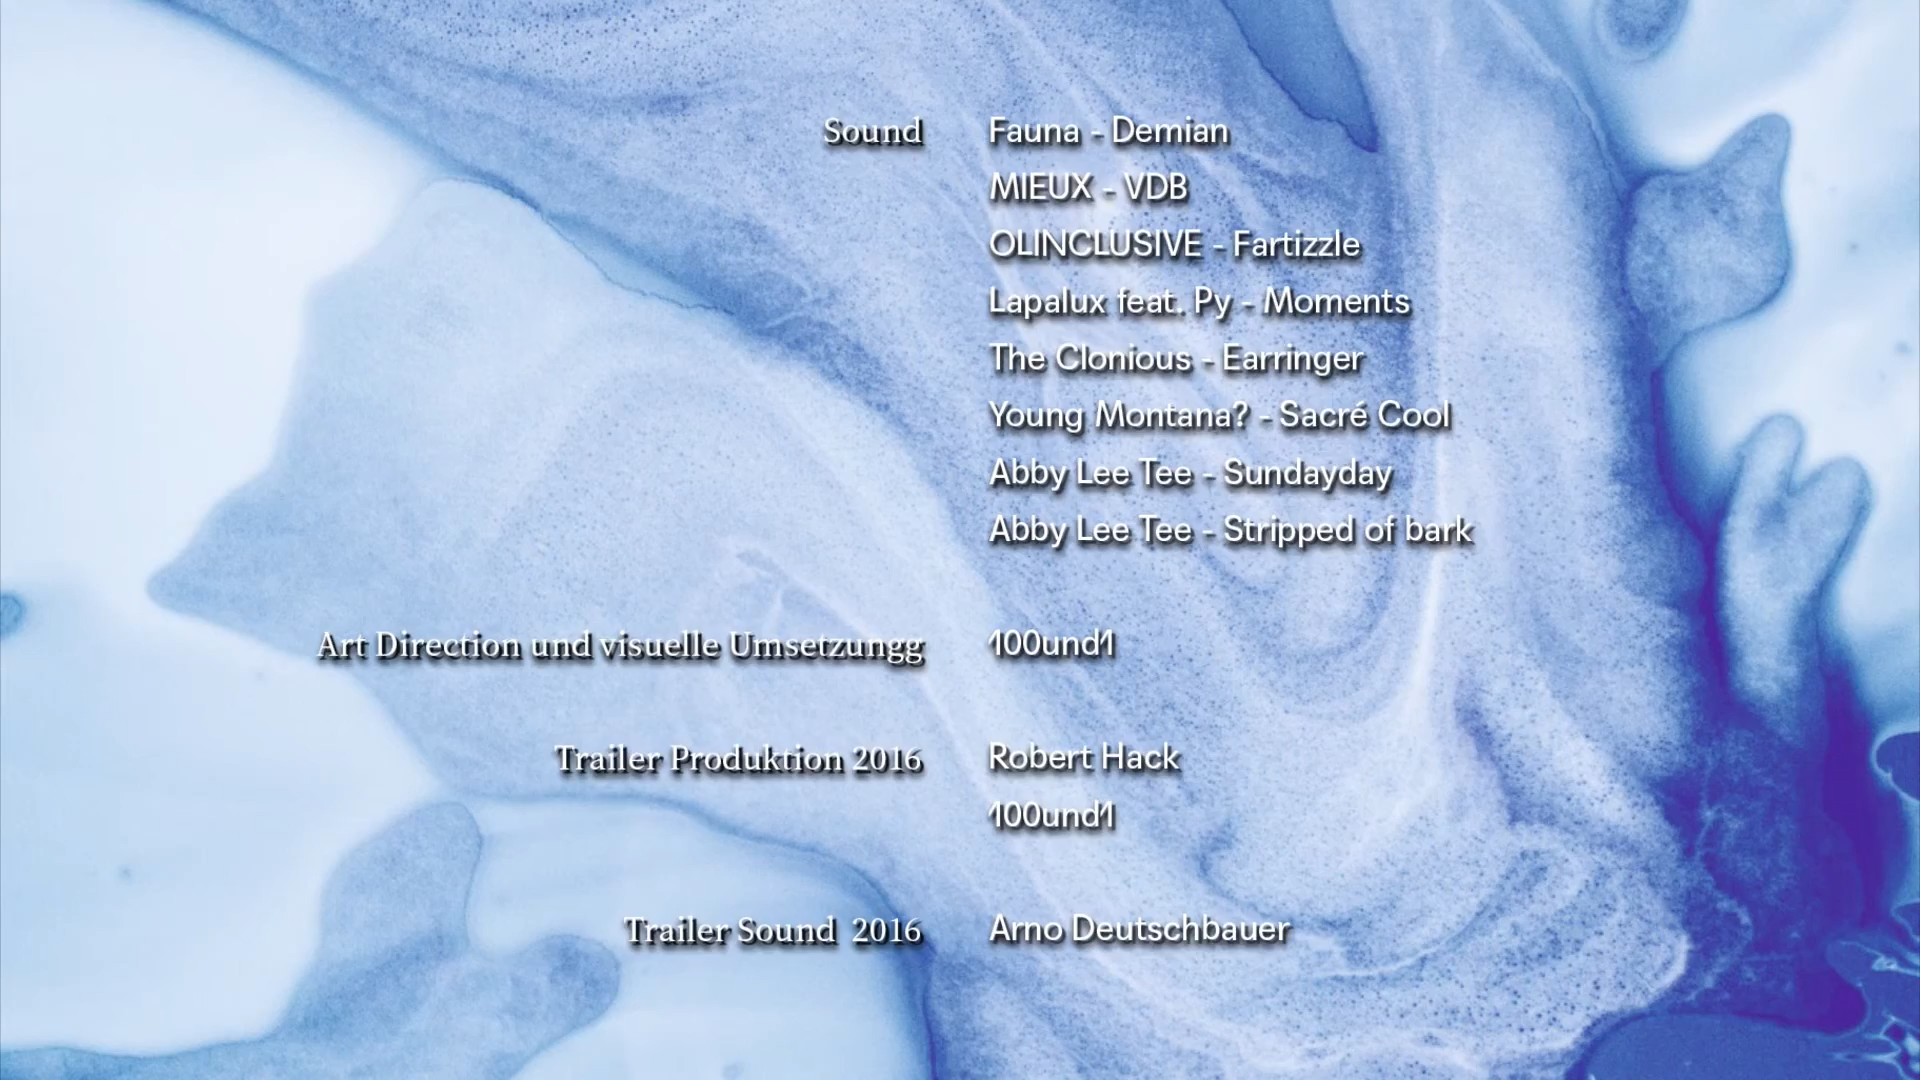 Sound Fauna - Demian
MIEUX - VDB
OLINCLUSIVE - Fartizzle
Lapalux feat. Py - Moments
The Clonious - Earringer
Young Montana? - Sacré Cool
Abby Lee Tee - Sundayday
Abby Lee Tee - Stripped of bark
Art Direction und visuelle Umsetzungg 100und1
Trailer Produktion 2016 Robert Hack
100und1
Trailer Sound 2016 Arno Deutschbauer